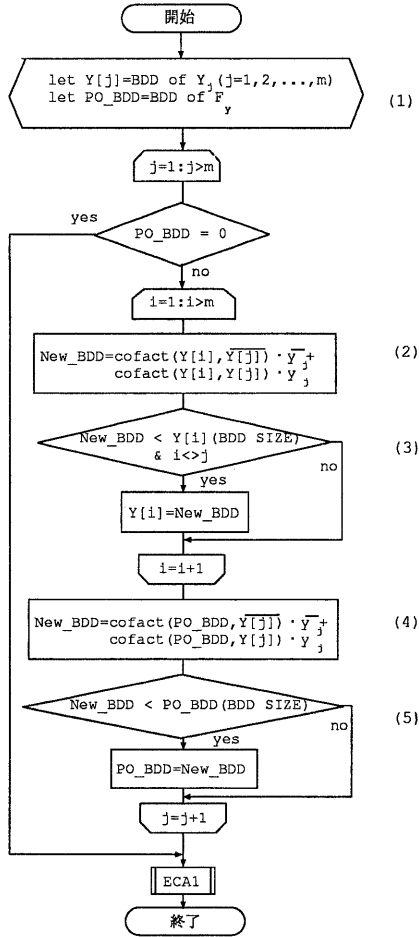 開始
let Y[j]=BDD of Y_j (j=1,2,...,m)
let PO_BDD=BDD of F_y
(1)
j=1:j>m
yes
PO_BDD = 0
no
i=1:i>m
New_BDD=cofact(Y[i],Y̅[̅j̅]̅)・y̅_j+
cofact(Y[i],Y[j])・y_j
(2)
New_BDD < Y[i](BDD SIZE)
& i<>j
(3)
no
yes
Y[i]=New_BDD
i=i+1
New_BDD=cofact(PO_BDD,Y̅[̅j̅]̅)・y̅_j+
cofact(PO_BDD,Y[j])・y_j
(4)
New_BDD < PO_BDD(BDD SIZE)
(5)
no
yes
PO_BDD=New_BDD
j=j+1
ECA1
終了